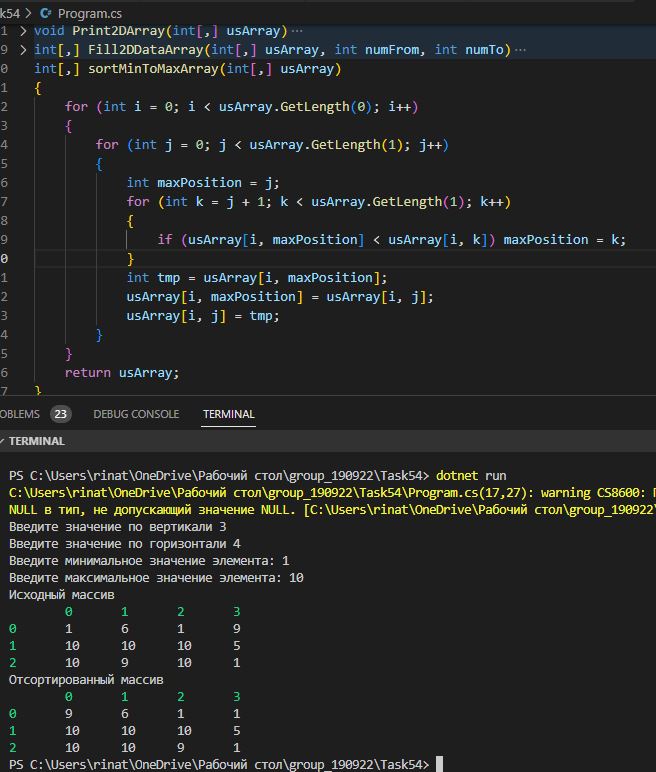 k54 > C# Program.cs
1 > void Print2DArray(int[,] usArray)···
9 > int[,] Fill2DDataArray(int[,] usArray, int numFrom, int numTo)···
0 int[,] sortMinToMaxArray(int[,] usArray)
1 {
2 for (int i = 0; i < usArray.GetLength(0); i++)
3 {
4 for (int j = 0; j < usArray.GetLength(1); j++)
5 {
6 int maxPosition = j;
7 for (int k = j + 1; k < usArray.GetLength(1); k++)
8 {
9 if (usArray[i, maxPosition] < usArray[i, k]) maxPosition = k;
0 }
1 int tmp = usArray[i, maxPosition];
2 usArray[i, maxPosition] = usArray[i, j];
3 usArray[i, j] = tmp;
4 }
5 }
6 return usArray;
7 }
OBLEMS 23 DEBUG CONSOLE TERMINAL
TERMINAL
PS C:\Users\rinat\OneDrive\Рабочий стол\group_190922\Task54> dotnet run
C:\Users\rinat\OneDrive\Рабочий стол\group_190922\Task54\Program.cs(17,27): warning CS8600:
NULL в тип, не допускающий значение NULL. [C:\Users\rinat\OneDrive\Рабочий стол\group_190922\
Введите значение по вертикали 3
Введите значение по горизонтали 4
Введите минимальное значение элемента: 1
Введите максимальное значение элемента: 10
Исходный массив
0 1 2 3
0 1 6 1 9
1 10 10 10 5
2 10 9 10 1
Отсортированный массив
0 1 2 3
0 9 6 1 1
1 10 10 10 5
2 10 10 9 1
PS C:\Users\rinat\OneDrive\Рабочий стол\group_190922\Task54>